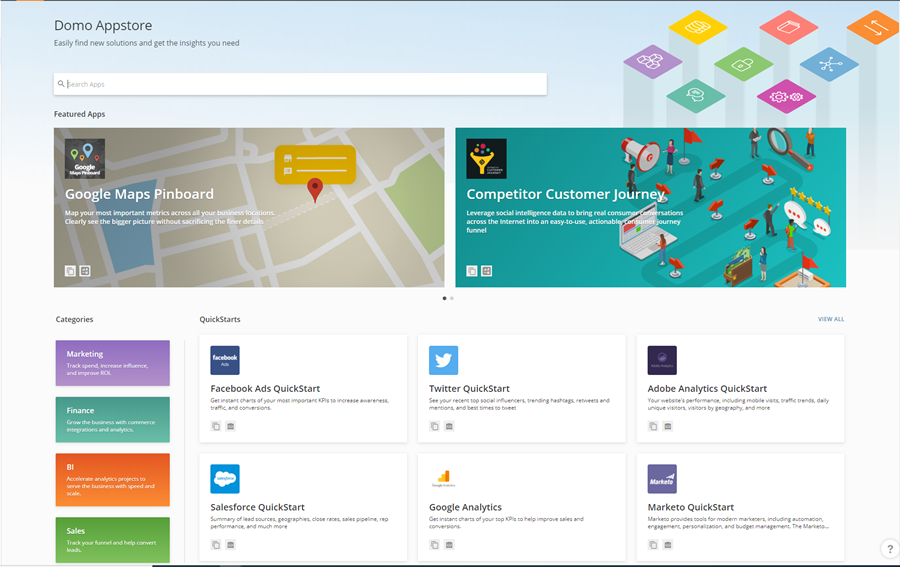 Domo Appstore
Easily find new solutions and get the insights you need
Search Apps
Featured Apps
Google
Maps Pinboard
Google Maps Pinboard
Map your most important metrics across all your business locations.
Clearly see the bigger picture without sacrificing the finer details
CUSTOMER
JOURNEY
Competitor Customer Journey
Leverage social intelligence data to bring real consumer conversations
across the Internet into an easy-to-use, actionable, consumer journey
funnel
Categories
QuickStarts
VIEW ALL
Marketing
Track spend, increase influence,
and improve ROI.
Finance
Grow the business with commerce
integrations and analytics.
BI
Accelerate analytics projects to
serve the business with speed and
scale.
Sales
Track your funnel and help convert
leads.
facebook
Ads
Facebook Ads QuickStart
Get instant charts of your most important KPIs to increase awareness,
traffic, and conversions.
Twitter QuickStart
See your recent top social influencers, trending hashtags, retweets and
mentions, and best times to tweet
Adobe Analytics QuickStart
Your website's performance, including mobile visits, traffic trends, daily
unique visitors, visitors by geography, and more
salesforce
Salesforce QuickStart
Summary of lead sources, geographies, close rates, sales pipeline, rep
performance, and much more
Google Analytics
Google Analytics
Get instant charts of your top KPIs to help improve sales and
conversions.
Marketo
Marketo QuickStart
Marketo provides tools for modern marketers, including automation,
engagement, personalization, and budget management. The Marketo...
?